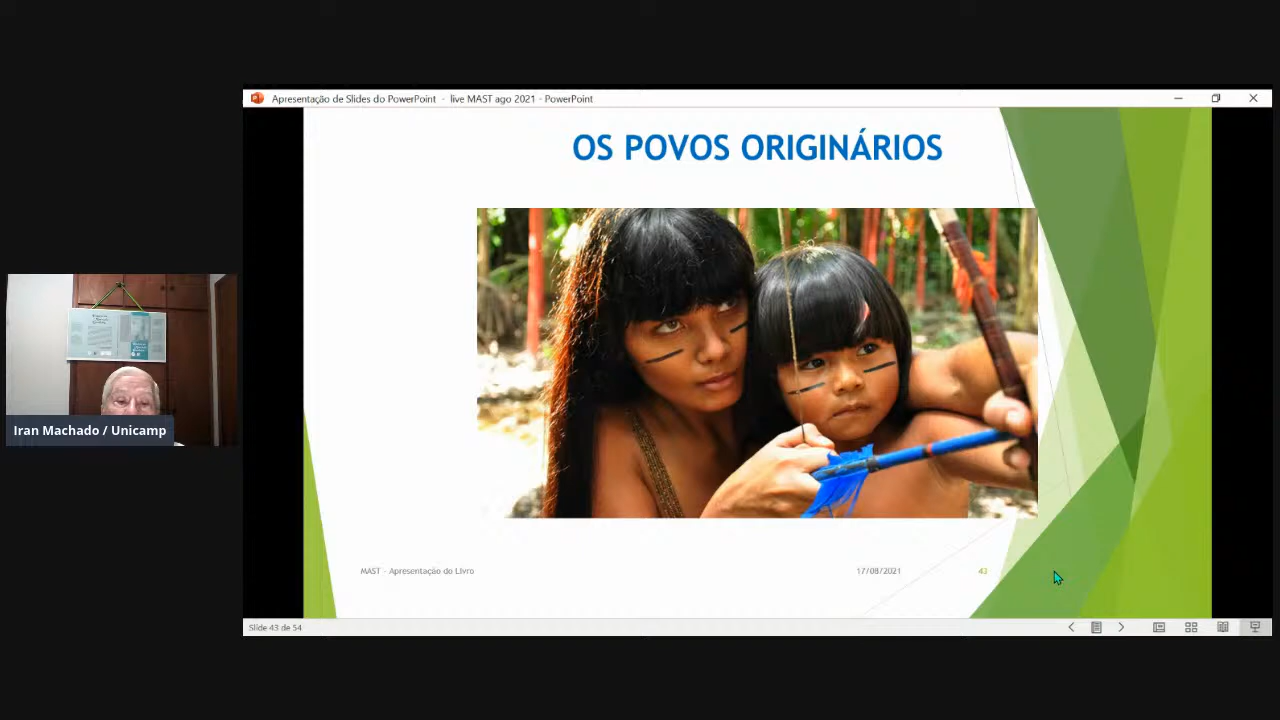 Apresentação de Slides do PowerPoint - live MAST ago 2021 - PowerPoint
OS POVOS ORIGINÁRIOS
Iran Machado / Unicamp
MAST - Apresentação do Livro
17/08/2021
43
Slide 43 de 54